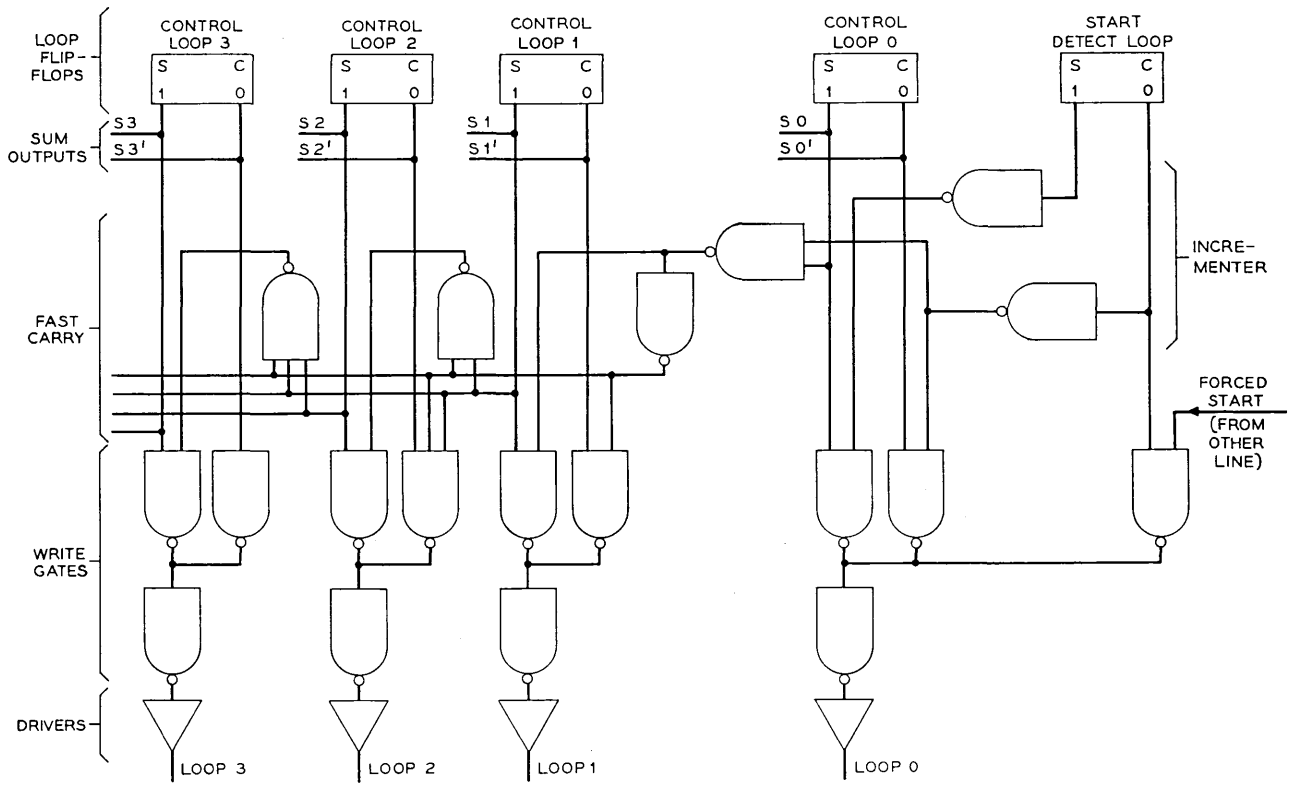 LOOP
FLIP-
FLOPS
CONTROL
LOOP 3
CONTROL
LOOP 2
CONTROL
LOOP 1
CONTROL
LOOP 0
START
DETECT LOOP
S C
1 0
S C
1 0
S C
1 0
S C
1 0
S C
1 0
SUM
OUTPUTS
S3
S3'
S2
S2'
S1
S1'
S0
S0'
INCRE-
MENTER
FAST
CARRY
FORCED
START
(FROM
OTHER
LINE)
WRITE
GATES
DRIVERS
LOOP 3
LOOP 2
LOOP 1
LOOP 0